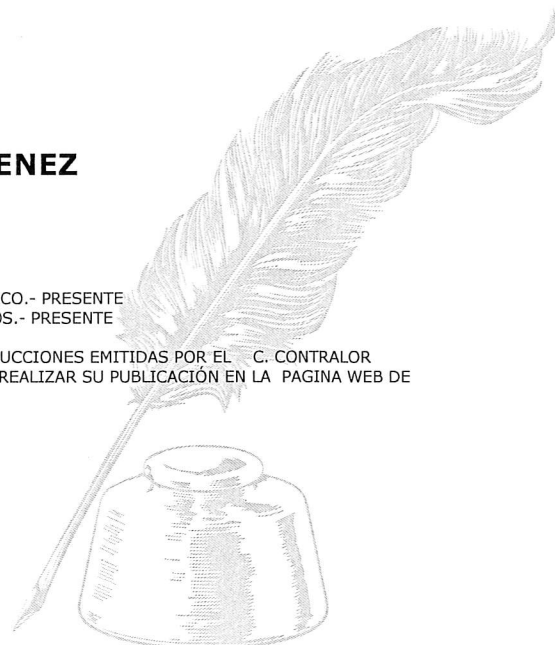 ENEZ
CO.- PRESENTE
OS.- PRESENTE
UCCIONES EMITIDAS POR EL C. CONTRALOR
REALIZAR SU PUBLICACIÓN EN LA PAGINA WEB DE